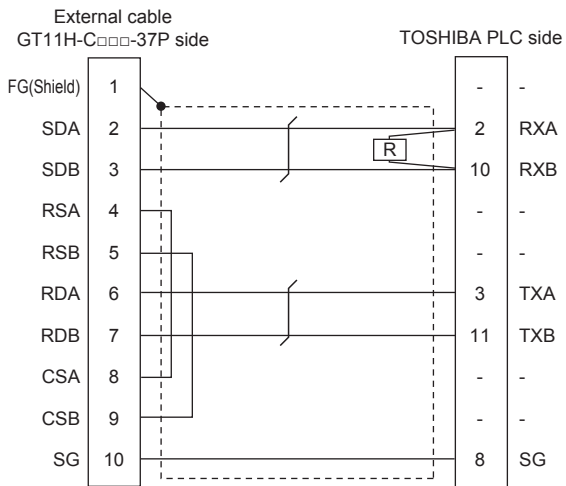 External cable
GT11H-C□□□-37P side
TOSHIBA PLC side
FG(Shield) 1 - -
SDA 2 2 RXA
R
SDB 3 10 RXB
RSA 4 - -
RSB 5 - -
RDA 6 3 TXA
RDB 7 11 TXB
CSA 8 - -
CSB 9 - -
SG 10 8 SG